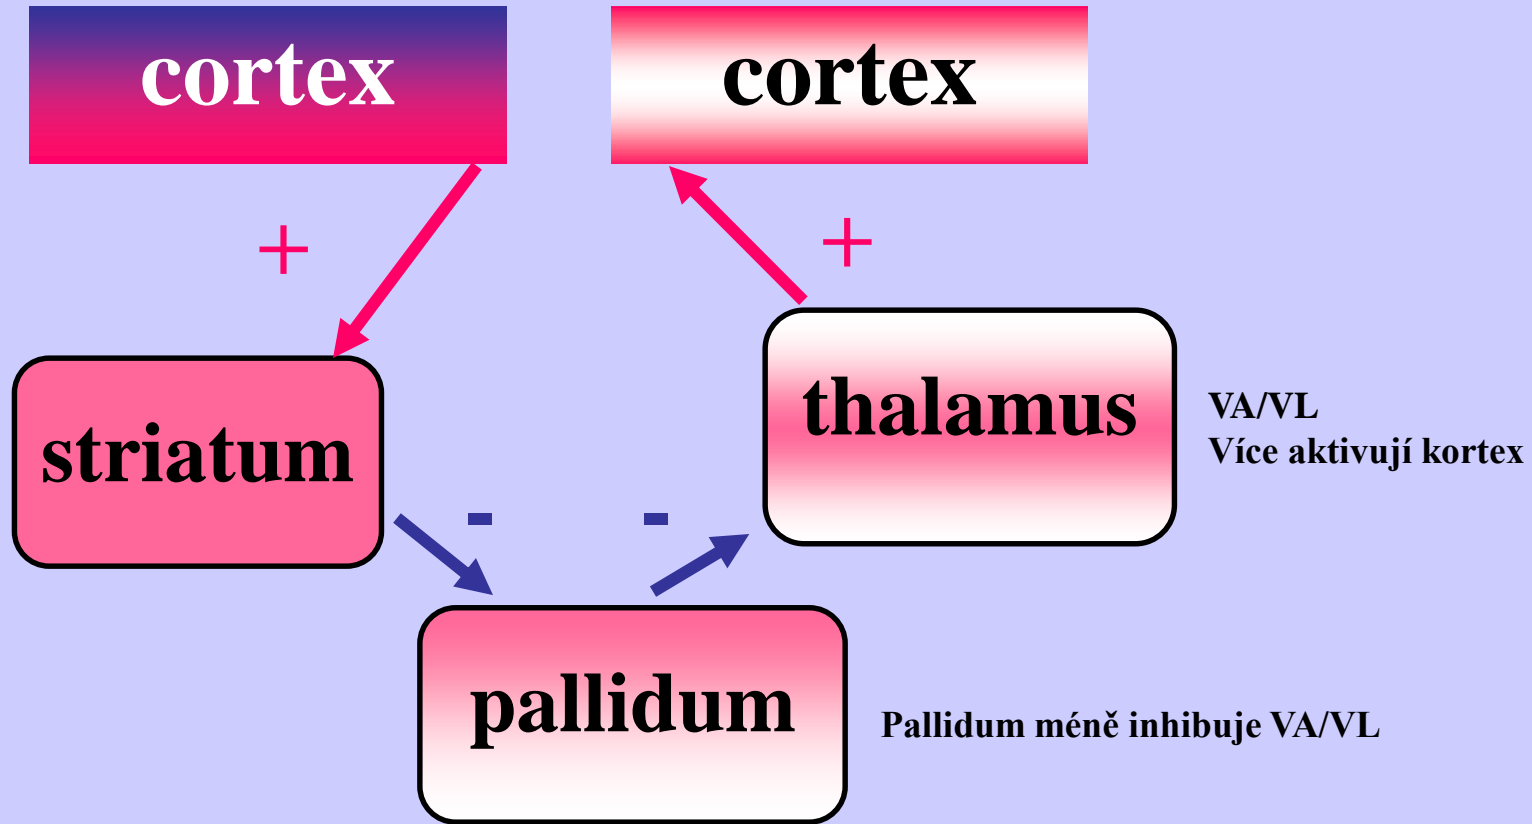 cortex
cortex
+
+
thalamus
VA/VL
Více aktivují kortex
striatum
- -
pallidum
Pallidum méně inhibuje VA/VL